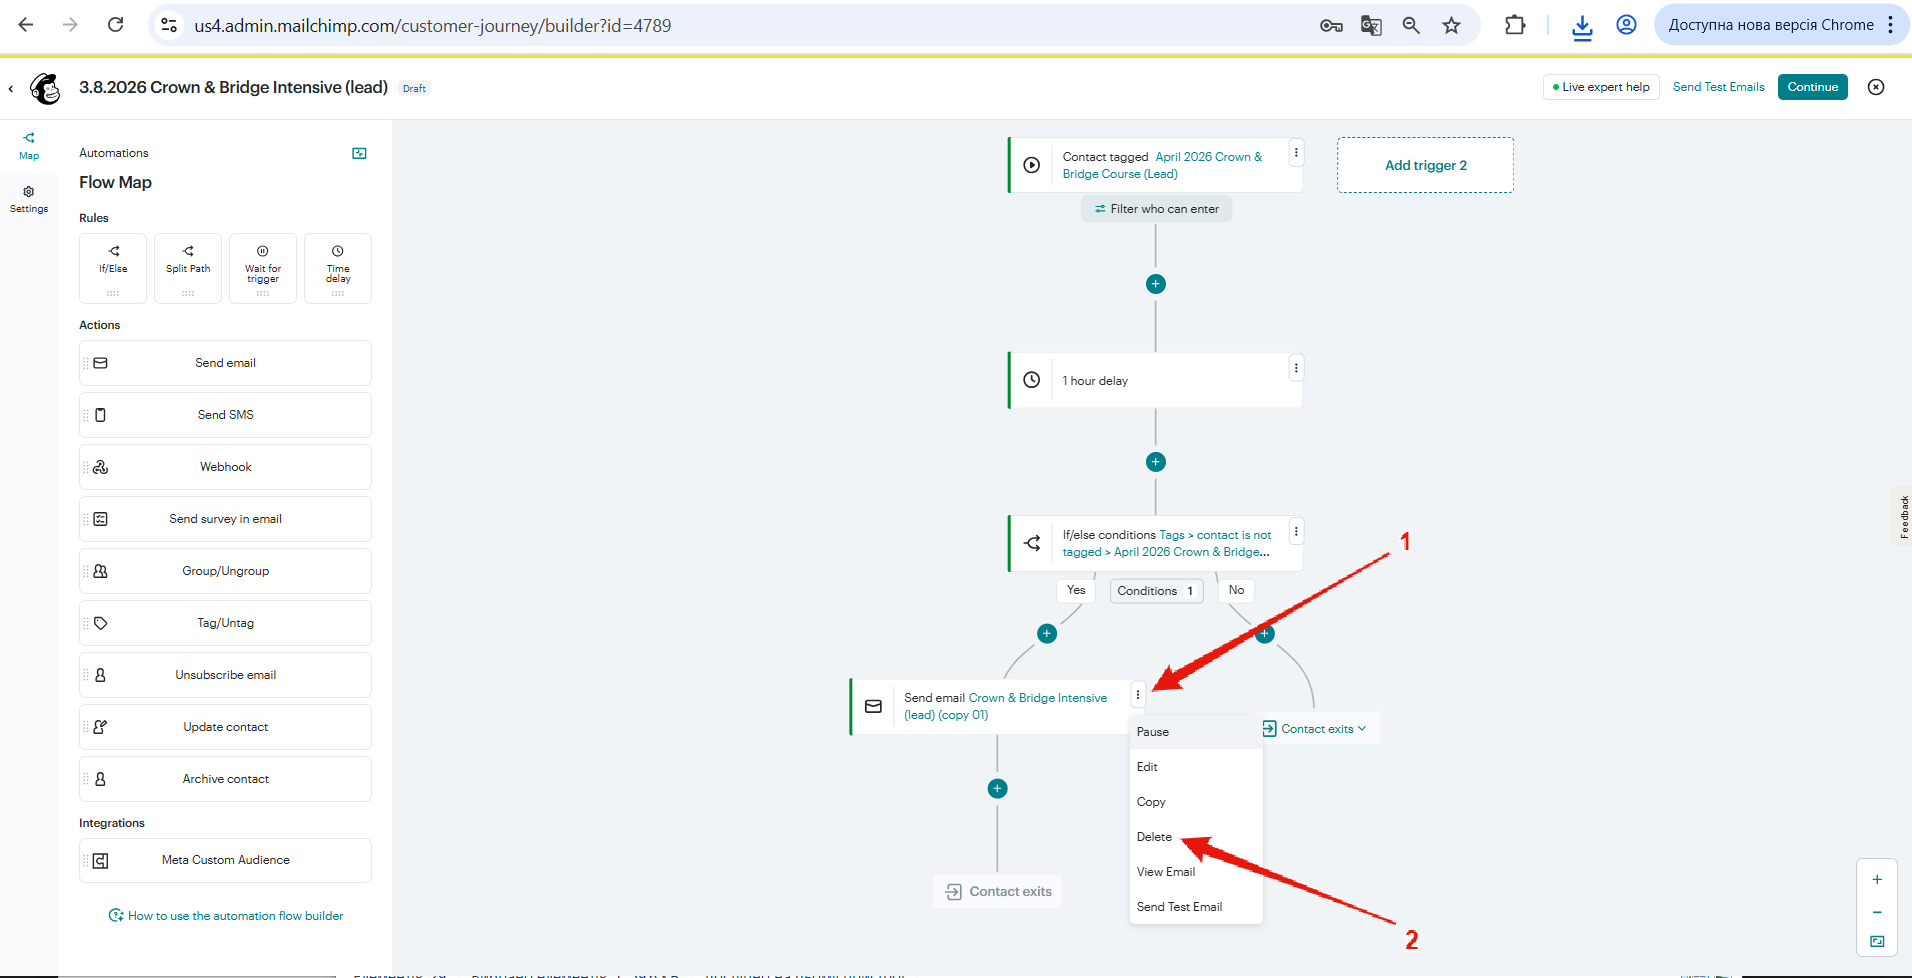 us4.admin.mailchimp.com/customer-journey/builder?id=4789
Доступна нова версія Chrome
3.8.2026 Crown & Bridge Intensive (lead)
Draft
Live expert help
Send Test Emails
Continue
Map
Settings
Automations
Flow Map
Rules
If/Else
Split Path
Wait for
trigger
Time
delay
Actions
Send email
Send SMS
Webhook
Send survey in email
Group/Ungroup
Tag/Untag
Unsubscribe email
Update contact
Archive contact
Integrations
Meta Custom Audience
How to use the automation flow builder
Contact tagged April 2026 Crown &
Bridge Course (Lead)
Add trigger 2
Filter who can enter
1 hour delay
If/else conditions Tags > contact is not
tagged > April 2026 Crown & Bridge...
Yes
Conditions 1
No
1
Send email Crown & Bridge Intensive
(lead) (copy 01)
Contact exits
Pause
Edit
Copy
Delete
View Email
Send Test Email
Contact exits
2
Feedback